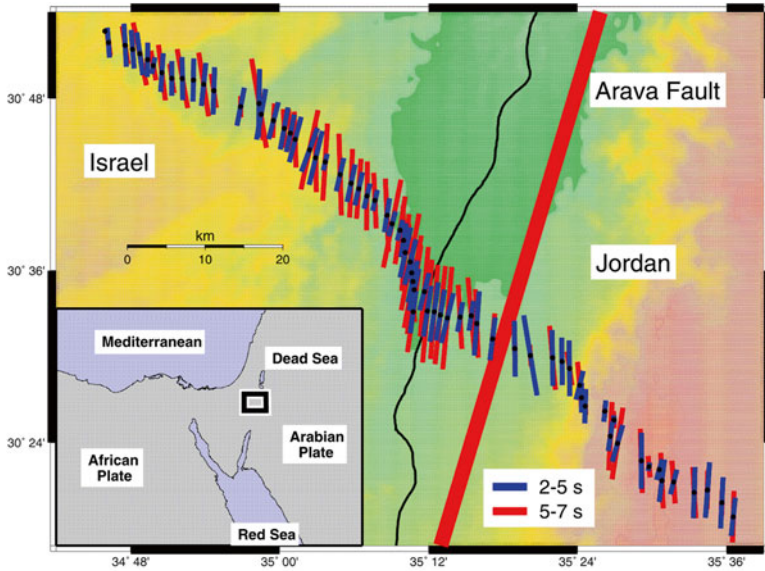 30° 48'
30° 36'
30° 24'
Arava Fault
Israel
km
0 10 20
Jordan
Mediterranean
Dead Sea
African
Plate
Arabian
Plate
Red Sea
2-5 s
5-7 s
34° 48' 35° 00' 35° 12' 35° 24' 35° 36'